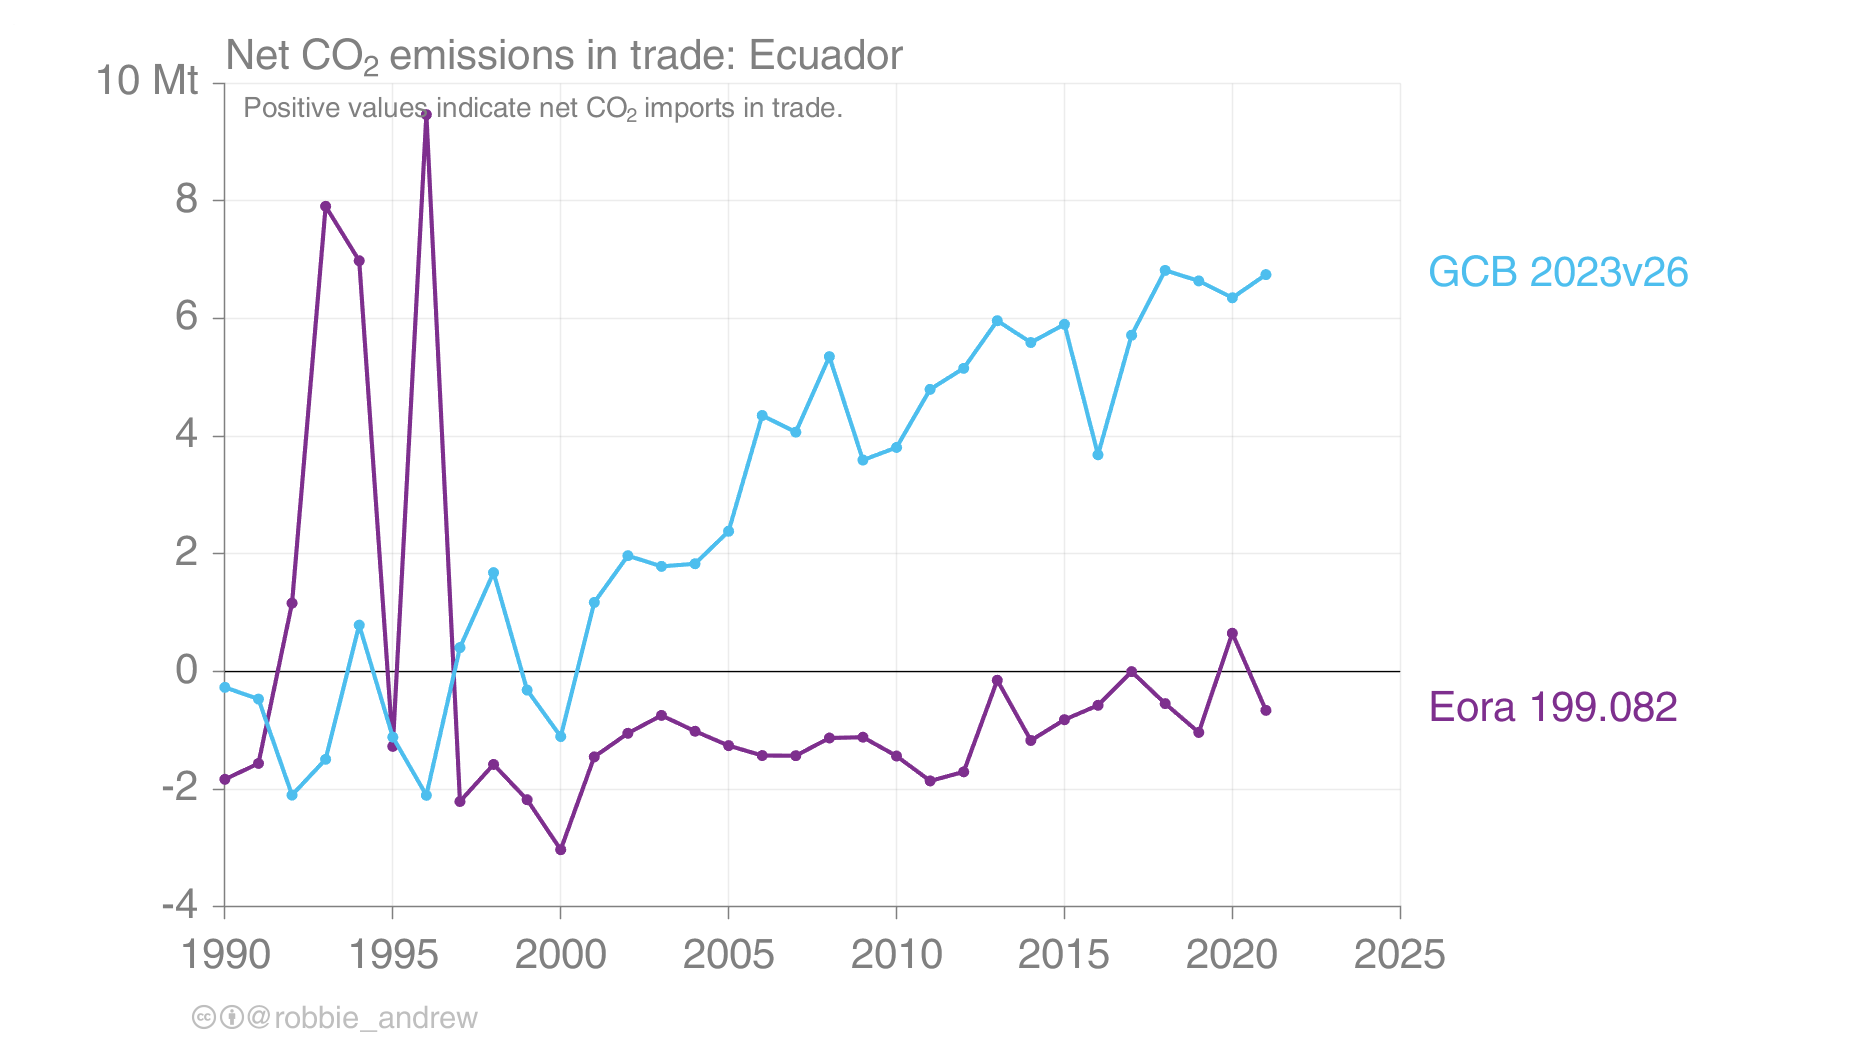 Net CO₂ emissions in trade: Ecuador
10 Mt
Positive values indicate net CO₂ imports in trade.
8
GCB 2023v26
6
4
2
0
Eora 199.082
-2
-4
1990 1995 2000 2005 2010 2015 2020 2025
@robbie_andrew